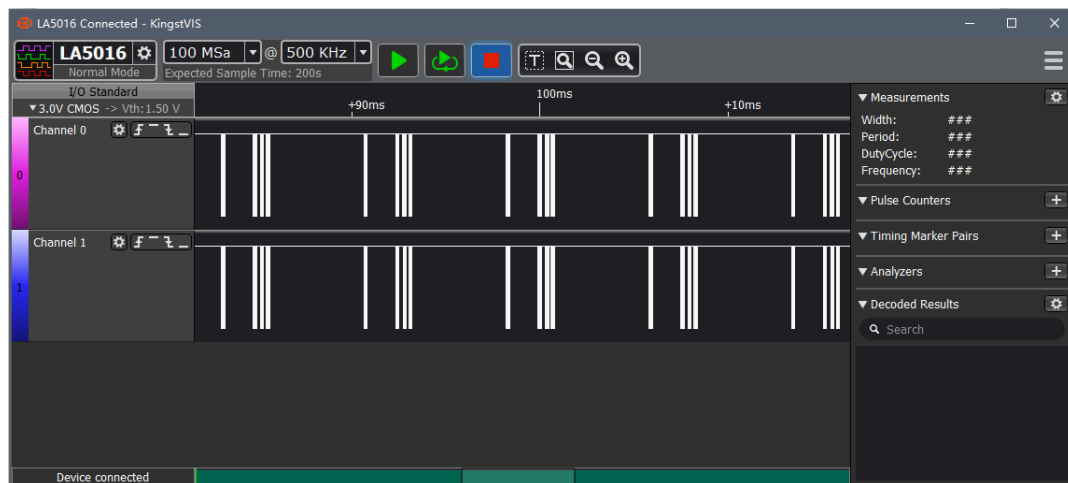 LA5016 Connected - KingstVIS
LA5016
Normal Mode
100 MSa @ 500 KHz
Expected Sample Time: 200s
T
I/O Standard
3.0V CMOS -> Vth:1.50 V
+90ms
100ms
+10ms
Channel 0
0
Channel 1
1
Measurements
Width: ###
Period: ###
DutyCycle: ###
Frequency: ###
Pulse Counters
Timing Marker Pairs
Analyzers
Decoded Results
Search
Device connected